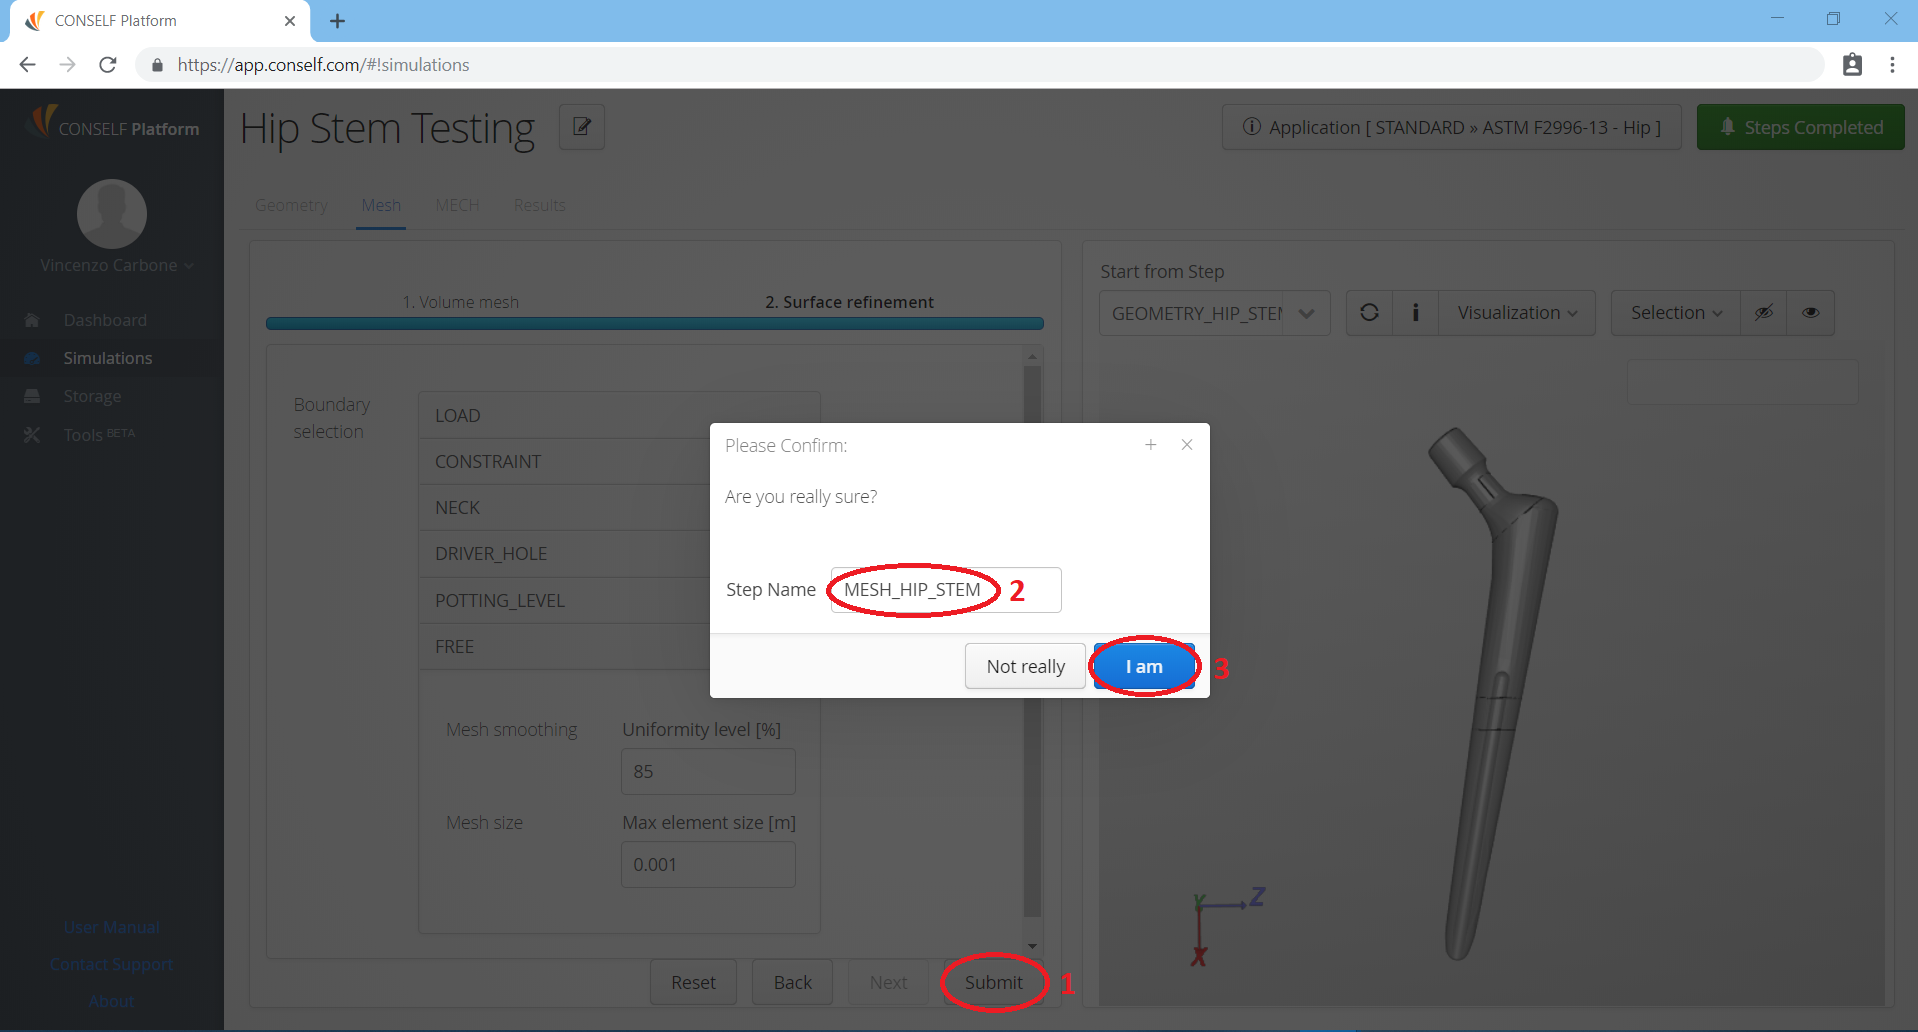 CONSELF Platform
https://app.conself.com/#!simulations
CONSELF Platform
Hip Stem Testing
Application [ STANDARD » ASTM F2996-13 - Hip ]
Steps Completed
Vincenzo Carbone
Dashboard
Simulations
Storage
Tools BETA
User Manual
Contact Support
About
Geometry Mesh MECH Results
1. Volume mesh 2. Surface refinement
Boundary
selection
LOAD
CONSTRAINT
NECK
DRIVER_HOLE
POTTING_LEVEL
FREE
Mesh smoothing Uniformity level [%]
85
Mesh size Max element size [m]
0.001
Reset Back Next Submit 1
Please Confirm:
Are you really sure?
Step Name MESH_HIP_STEM 2
Not really I am 3
Start from Step
GEOMETRY_HIP_STEM Visualization Selection
Y Z
X